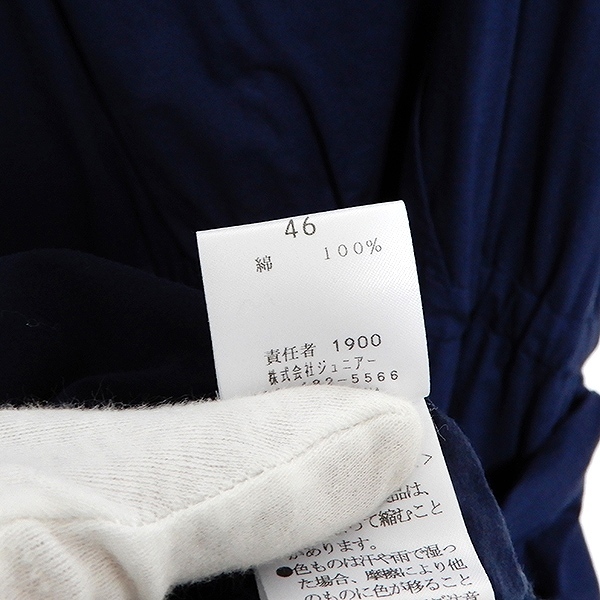 46
綿 100%
責任者 1900
株式会社ジュニアー
182-5566
>
品は、
って縮むこと
があります。
●色ものは汗や雨で湿っ
た場合、摩擦により他
のものに色が移ること